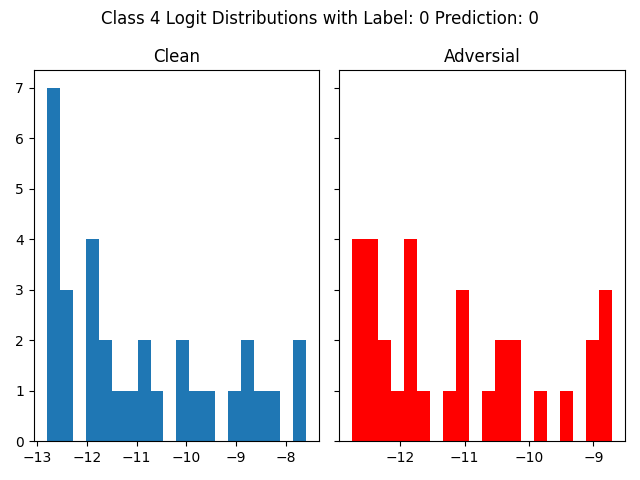 Class 4 Logit Distributions with Label: 0 Prediction: 0
Clean
Adversial
7
6
5
4
3
2
1
0
−13 −12 −11 −10 −9 −8
−12 −11 −10 −9